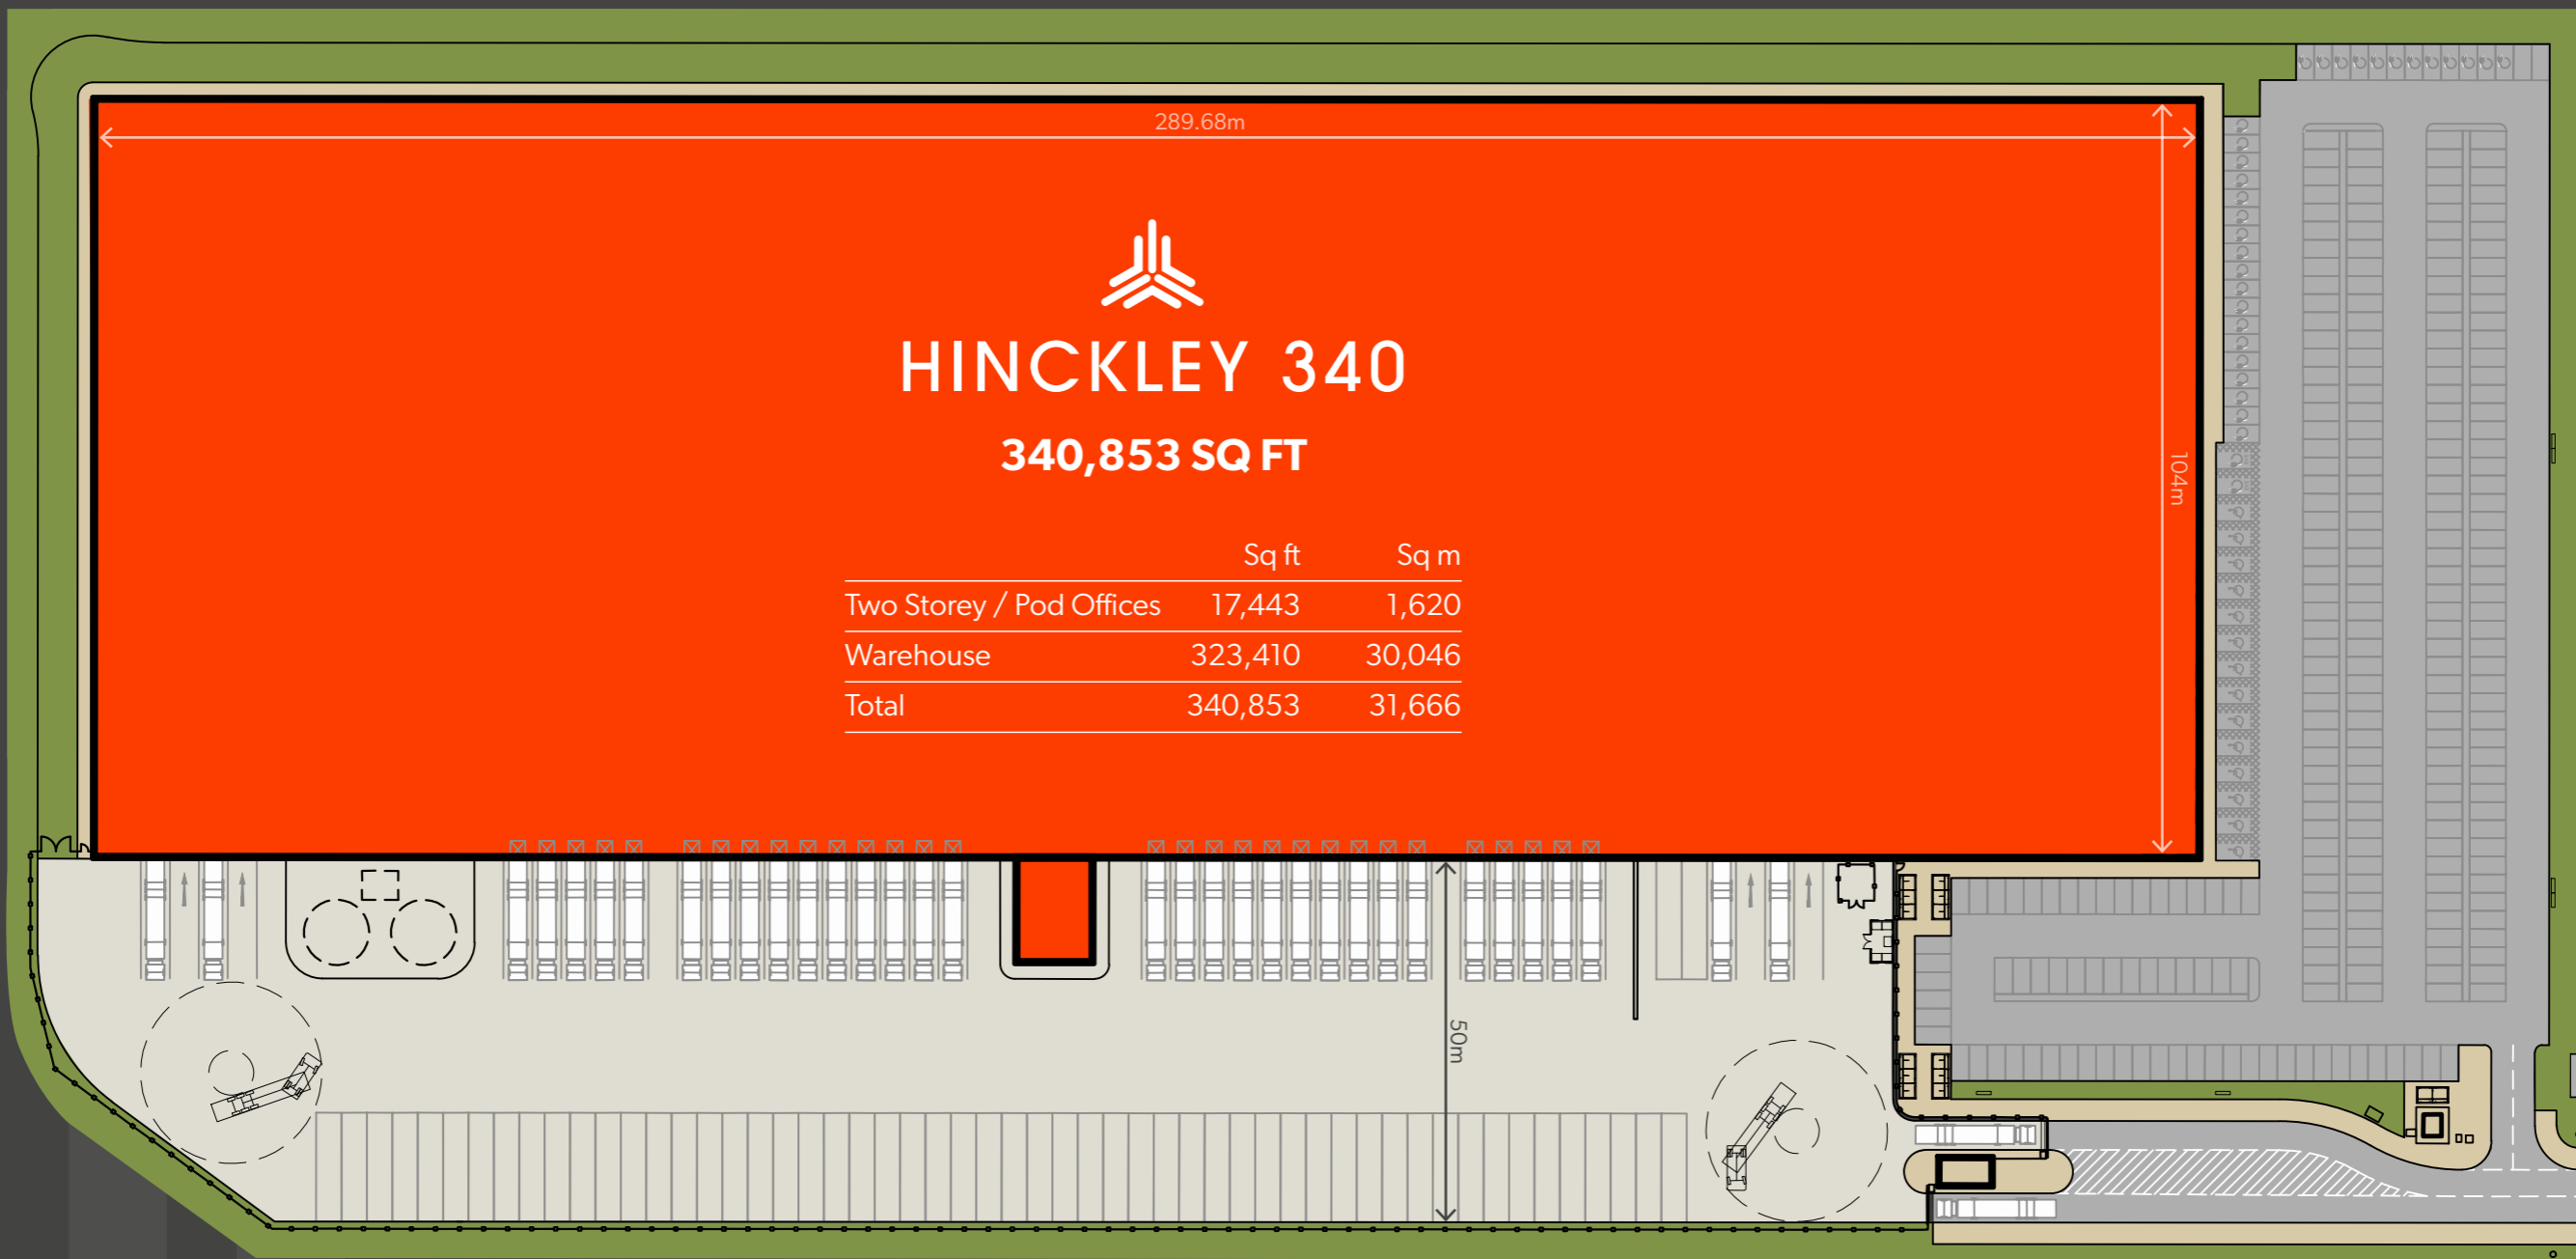 289.68m
HINCKLEY 340
340,853 SQ FT
104m
Sq ft Sq m
Two Storey / Pod Offices 17,443 1,620
Warehouse 323,410 30,046
Total 340,853 31,666
50m